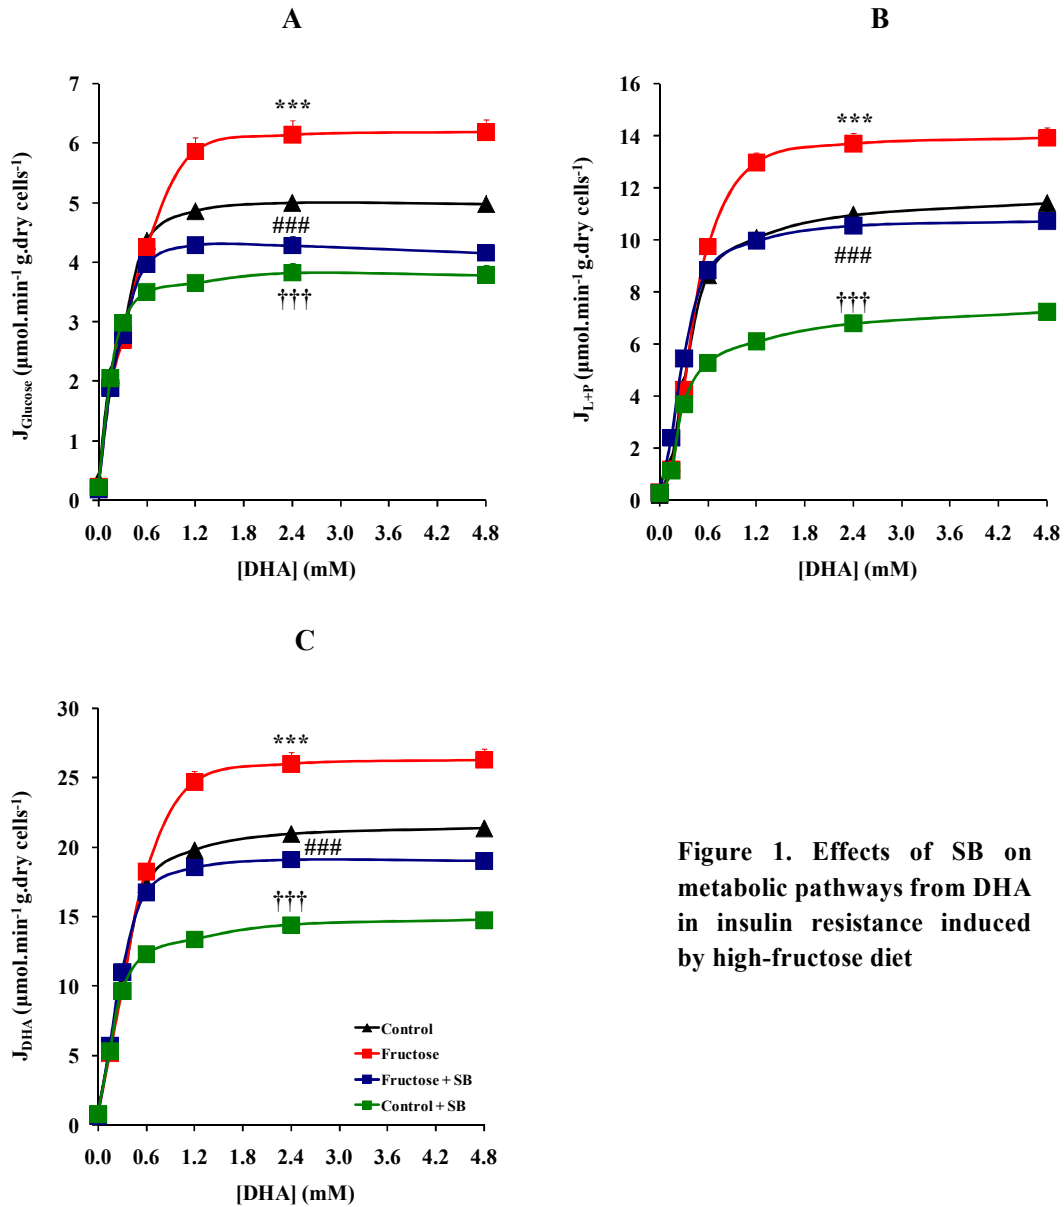 A
7
6
5
4
3
2
1
0
J_Glucose (μmol.min⁻¹ g.dry cells⁻¹)
***
###
†††
0.0 0.6 1.2 1.8 2.4 3.0 3.6 4.2 4.8
[DHA] (mM)
B
16
14
12
10
8
6
4
2
0
J_L+P (μmol.min⁻¹ g.dry cells⁻¹)
***
###
†††
0.0 0.6 1.2 1.8 2.4 3.0 3.6 4.2 4.8
[DHA] (mM)
C
30
25
20
15
10
5
0
J_DHA (μmol.min⁻¹ g.dry cells⁻¹)
***
###
†††
Control
Fructose
Fructose + SB
Control + SB
0.0 0.6 1.2 1.8 2.4 3.0 3.6 4.2 4.8
[DHA] (mM)
Figure 1. Effects of SB on
metabolic pathways from DHA
in insulin resistance induced
by high-fructose diet